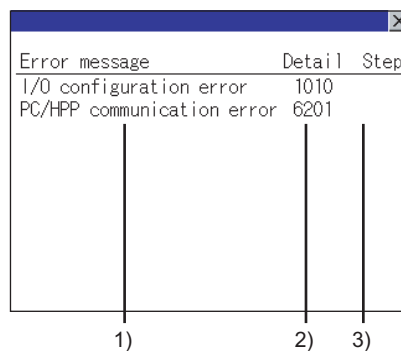 Error message Detail Step
I/O configuration error 1010
PC/HPP communication error 6201
1) 2) 3)